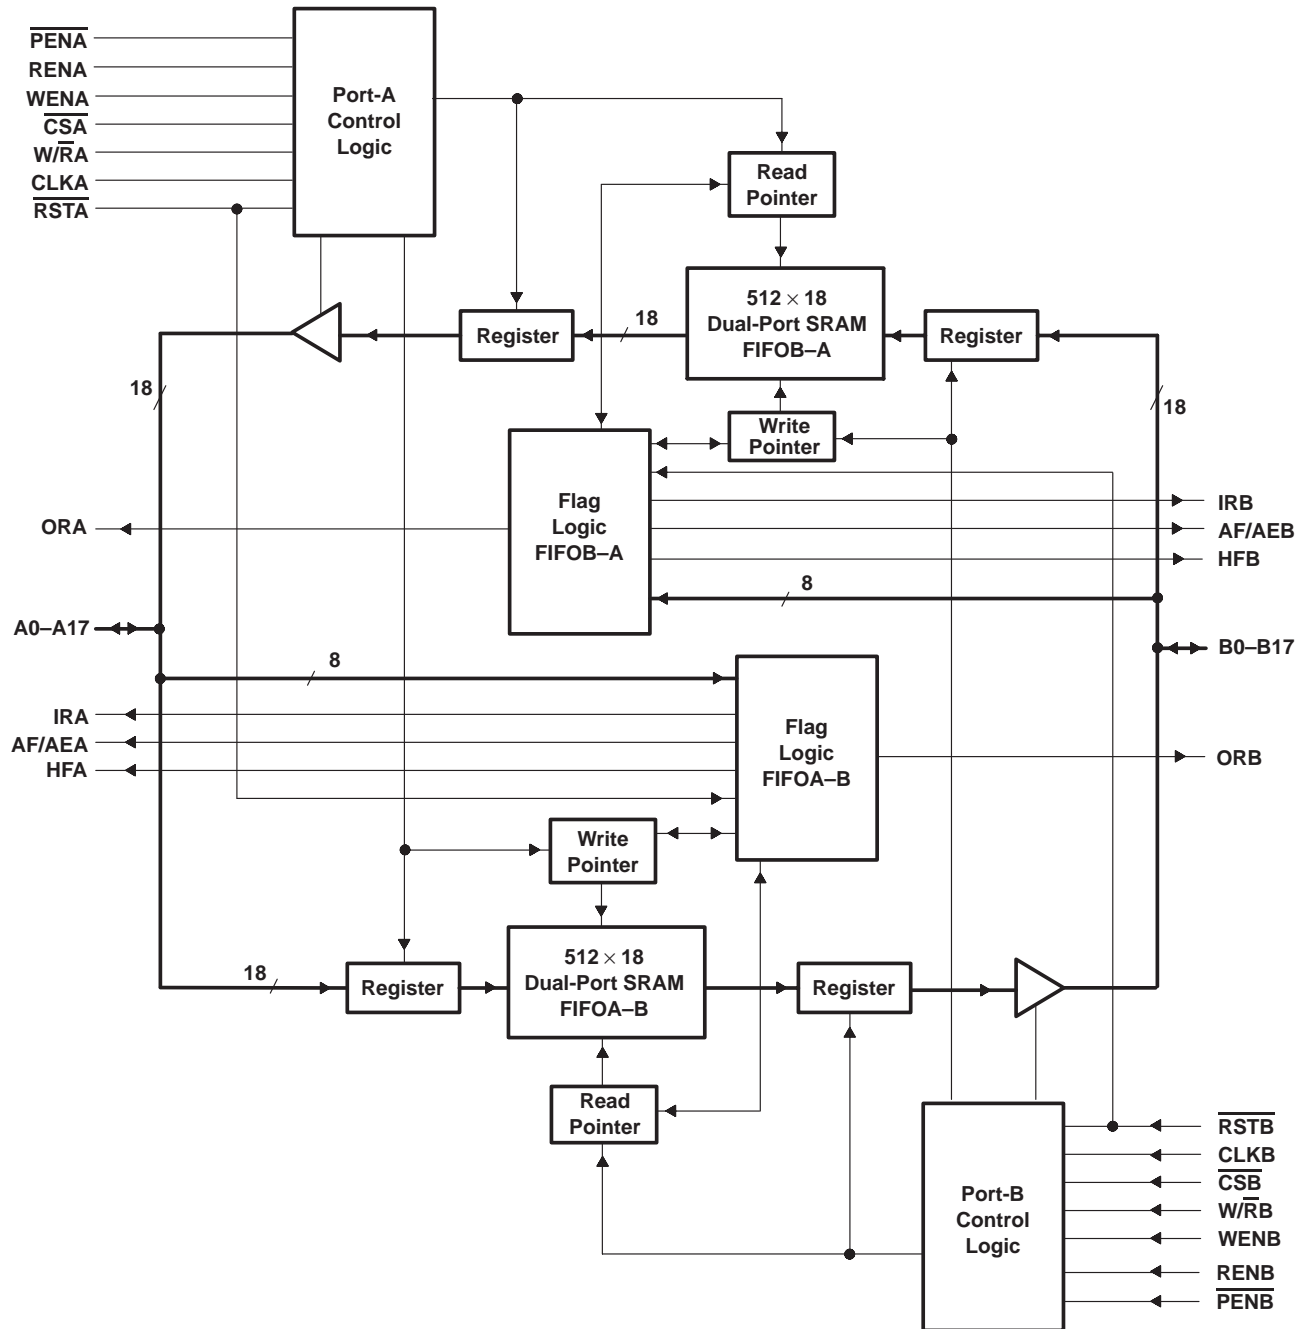 PENA
RENA
WENA
CSA
W/RA
CLKA
RSTA
Port-A
Control
Logic
Read
Pointer
512 × 18
Dual-Port SRAM
FIFOB–A
Register
18
Register
18
18
Write
Pointer
Flag
Logic
FIFOB–A
ORA
IRB
AF/AEB
HFB
8
A0–A17
B0–B17
8
IRA
AF/AEA
HFA
Flag
Logic
FIFOA–B
ORB
Write
Pointer
18
Register
512 × 18
Dual-Port SRAM
FIFOA–B
Register
Read
Pointer
Port-B
Control
Logic
RSTB
CLKB
CSB
W/RB
WENB
RENB
PENB